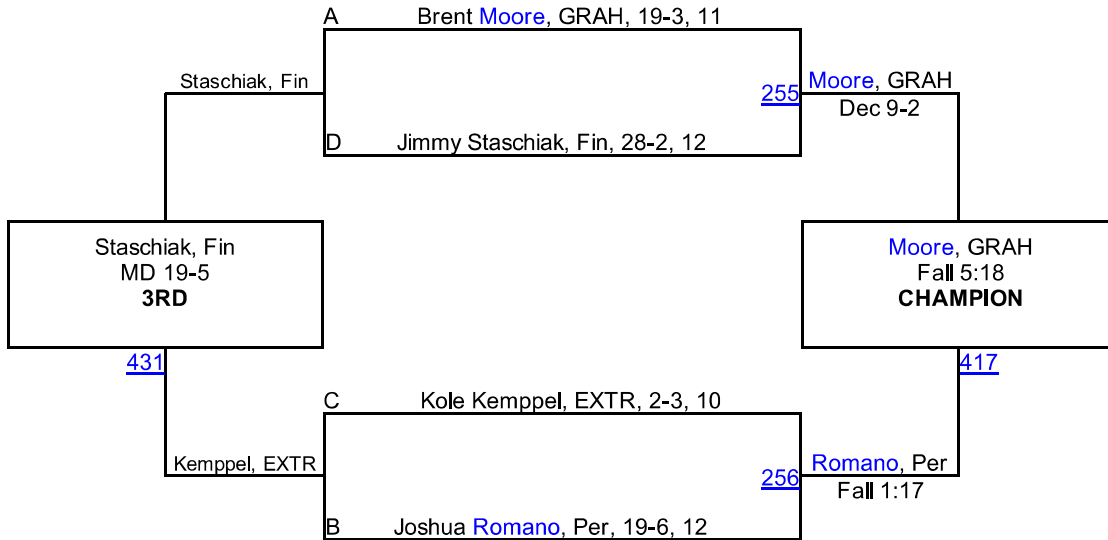 A Brent Moore, GRAH, 19-3, 11
Staschiak, Fin
255
Moore, GRAH
Dec 9-2
D Jimmy Staschiak, Fin, 28-2, 12
Staschiak, Fin
MD 19-5
3RD
Moore, GRAH
Fall 5:18
CHAMPION
431
417
C Kole Kemppel, EXTR, 2-3, 10
Kemppel, EXTR
256
Romano, Per
Fall 1:17
B Joshua Romano, Per, 19-6, 12